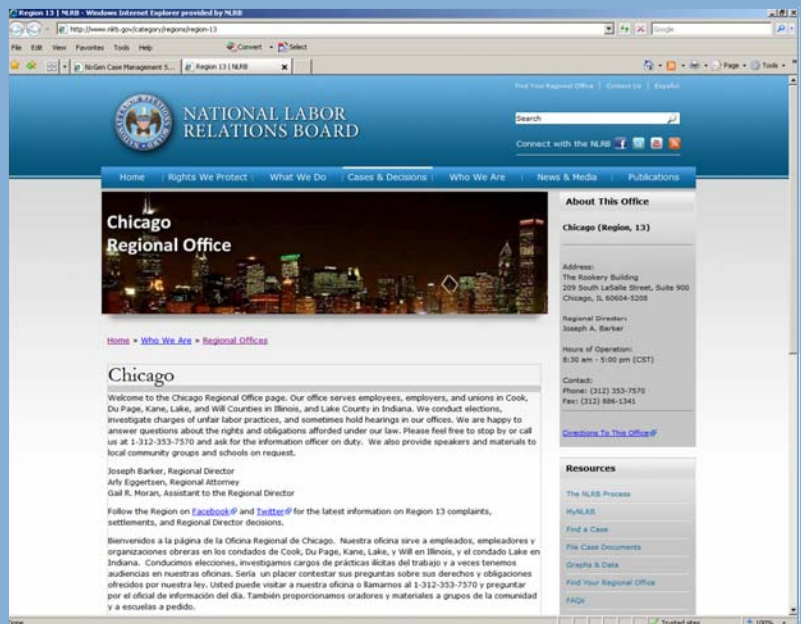 Region 13 | NLRB - Windows Internet Explorer provided by NLRB
http://www.nlrb.gov/category/regions/region-13
Google
File Edit View Favorites Tools Help
Convert Select
NxGen Case Management S...
Region 13 | NLRB
Page Tools
Find Your Regional Office | Contact Us | Español
NATIONAL LABOR
RELATIONS BOARD
Search
Connect with the NLRB
Home | Rights We Protect | What We Do | Cases & Decisions | Who We Are | News & Media | Publications
Chicago
Regional Office
Home » Who We Are » Regional Offices
Chicago
Welcome to the Chicago Regional Office page. Our office serves employees, employers, and unions in Cook,
Du Page, Kane, Lake, and Will Counties in Illinois, and Lake County in Indiana. We conduct elections,
investigate charges of unfair labor practices, and sometimes hold hearings in our offices. We are happy to
answer questions about the rights and obligations afforded under our law. Please feel free to stop by or call
us at 1-312-353-7570 and ask for the information officer on duty. We also provide speakers and materials to
local community groups and schools on request.
Joseph Barker, Regional Director
Arly Eggertsen, Regional Attorney
Gail R. Moran, Assistant to the Regional Director
Follow the Region on Facebook and Twitter for the latest information on Region 13 complaints,
settlements, and Regional Director decisions.
Bienvenidos a la página de la Oficina Regional de Chicago. Nuestra oficina sirve a empleados, empleadores y
organizaciones obreras en los condados de Cook, Du Page, Kane, Lake, y Will en Illinois, y el condado Lake en
Indiana. Conducimos elecciones, investigamos cargos de prácticas ilícitas del trabajo y a veces tenemos
audiencias en nuestras oficinas. Sería un placer contestar sus preguntas sobre sus derechos y obligaciones
ofrecidos por nuestra ley. Usted puede visitar a nuestra oficina o llamarnos al 1-312-353-7570 y preguntar
por el oficial de información del día. También proporcionamos oradores y materiales a grupos de la comunidad
y a escuelas a pedido.
About This Office
Chicago (Region, 13)
Address:
The Rookery Building
209 South LaSalle Street, Suite 900
Chicago, IL 60604-5208
Regional Director:
Joseph A. Barker
Hours of Operation:
8:30 am - 5:00 pm (CST)
Contact:
Phone: (312) 353-7570
Fax: (312) 886-1341
Directions To This Office
Resources
The NLRB Process
MyNLRB
Find a Case
File Case Documents
Graphs & Data
Find Your Regional Office
FAQs
Done
Trusted sites
100%